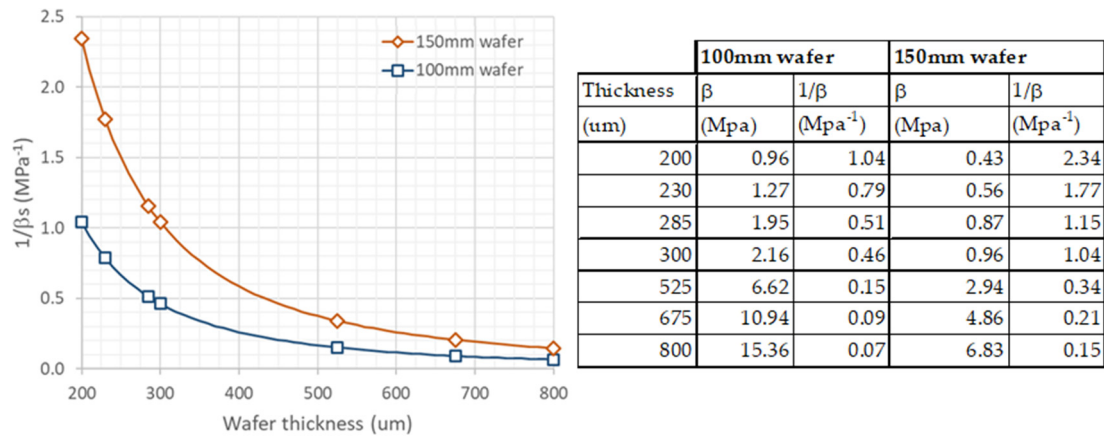 2.5
2.0
1.5
1.0
0.5
0.0
1/βs (MPa⁻¹)
150mm wafer
100mm wafer
200 300 400 500 600 700 800
Wafer thickness (um)
100mm wafer 150mm wafer
Thickness β 1/β β 1/β
(um) (Mpa) (Mpa⁻¹) (Mpa) (Mpa⁻¹)
200 0.96 1.04 0.43 2.34
230 1.27 0.79 0.56 1.77
285 1.95 0.51 0.87 1.15
300 2.16 0.46 0.96 1.04
525 6.62 0.15 2.94 0.34
675 10.94 0.09 4.86 0.21
800 15.36 0.07 6.83 0.15